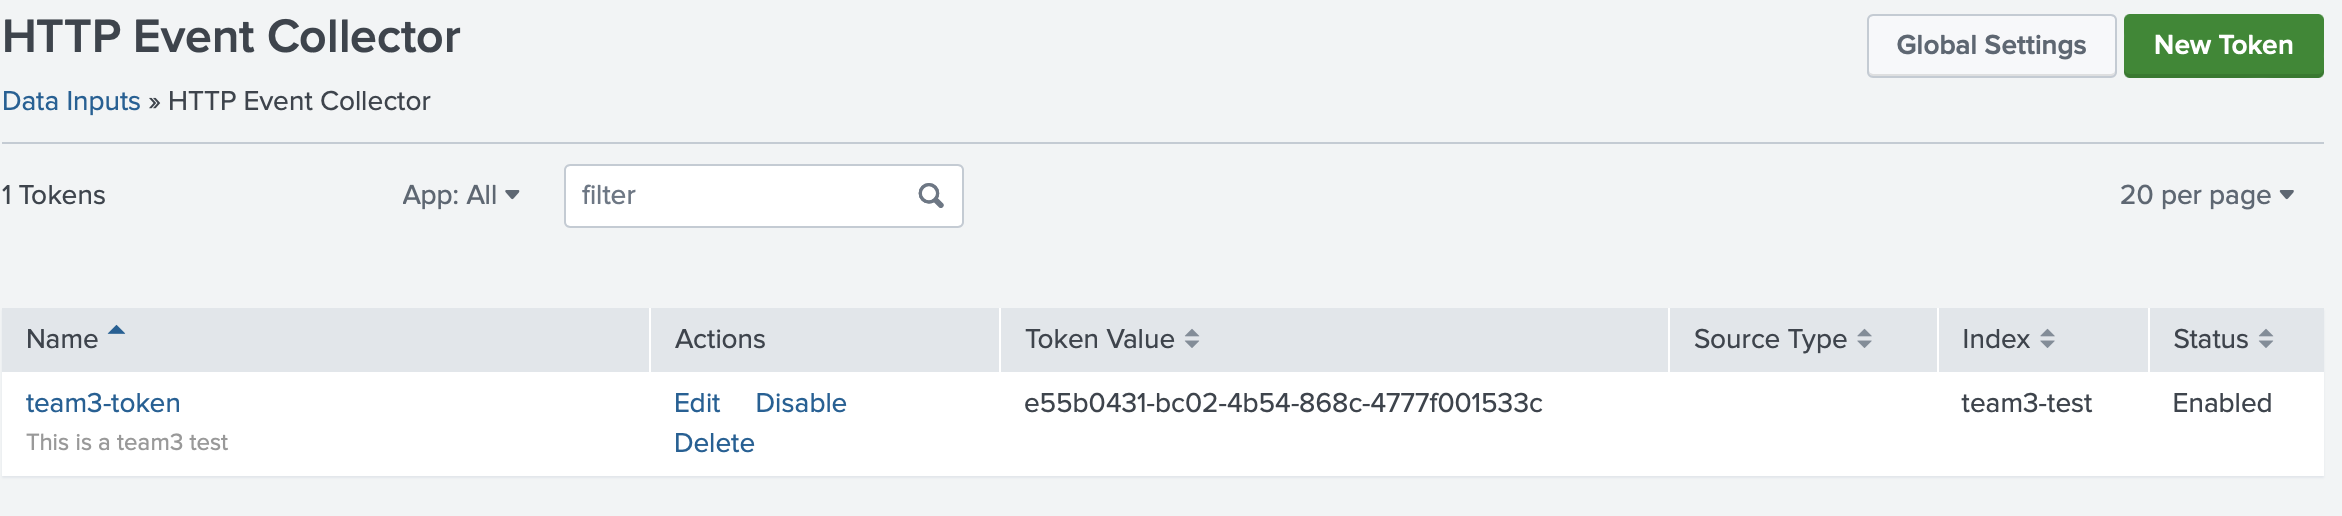 HTTP Event Collector
Global Settings
New Token
Data Inputs » HTTP Event Collector
1 Tokens
App: All
filter
20 per page
Name
Actions
Token Value
Source Type
Index
Status
team3-token
Edit
Disable
e55b0431-bc02-4b54-868c-4777f001533c
team3-test
Enabled
This is a team3 test
Delete